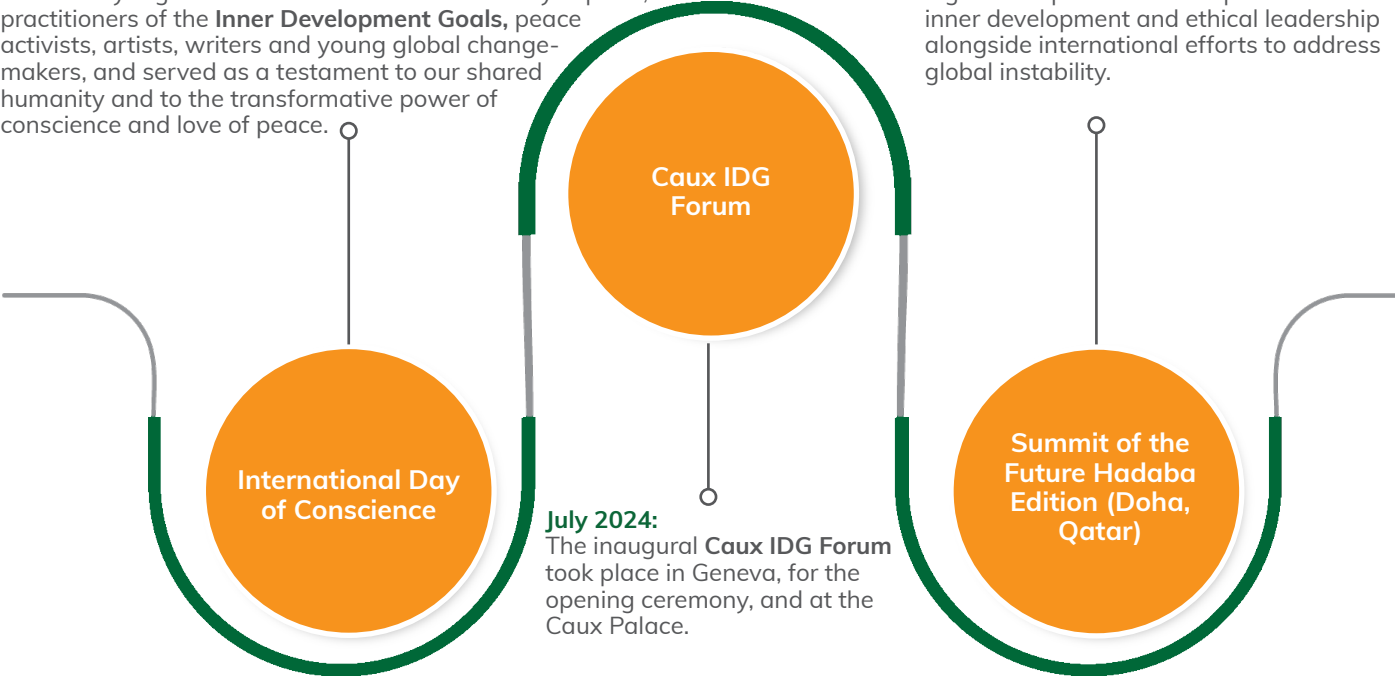 practitioners of the Inner Development Goals, peace
activists, artists, writers and young global change-
makers, and served as a testament to our shared
humanity and to the transformative power of
conscience and love of peace.
inner development and ethical leadership
alongside international efforts to address
global instability.
Caux IDG
Forum
International Day
of Conscience
July 2024:
The inaugural Caux IDG Forum
took place in Geneva, for the
opening ceremony, and at the
Caux Palace.
Summit of the
Future Hadaba
Edition (Doha,
Qatar)